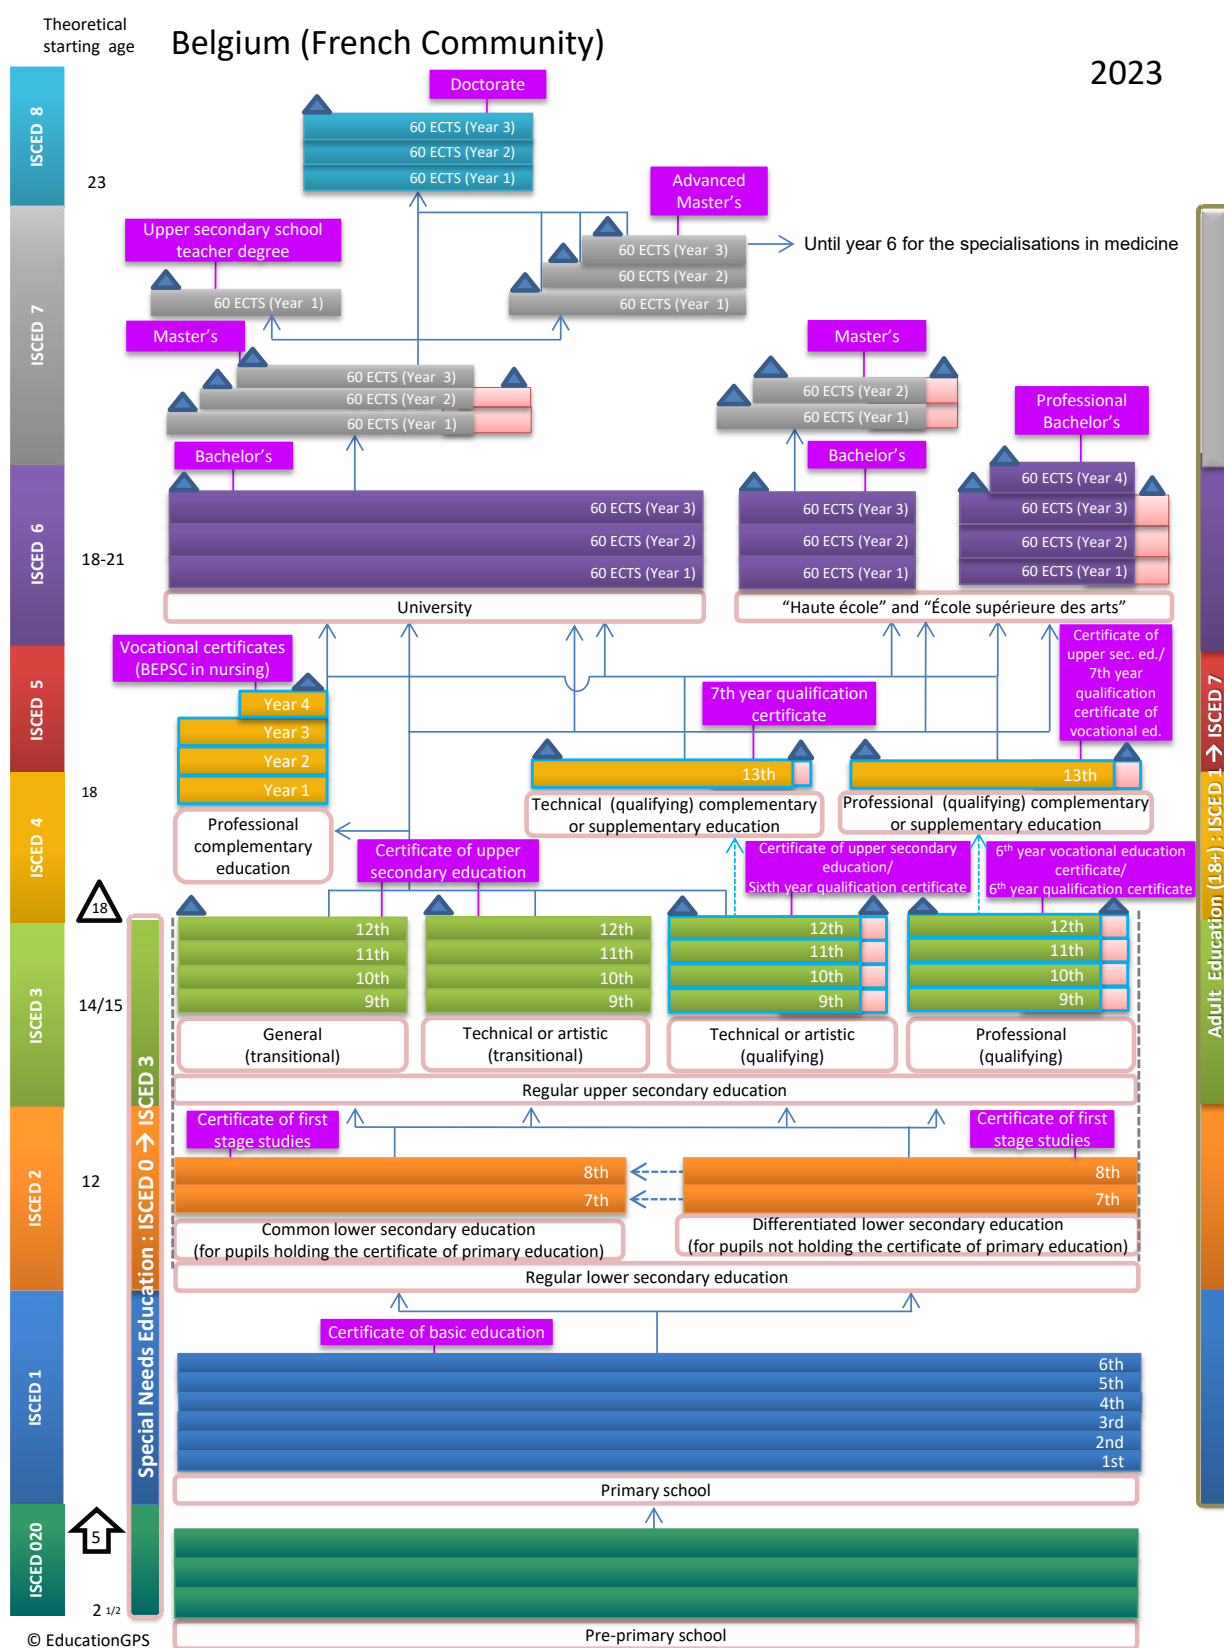 Theoretical
starting age
Belgium (French Community)
2023
Doctorate
ISCED 8
60 ECTS (Year 3)
60 ECTS (Year 2)
60 ECTS (Year 1)
23
Advanced
Master's
Upper secondary school
teacher degree
60 ECTS (Year 3)
Until year 6 for the specialisations in medicine
60 ECTS (Year 2)
60 ECTS (Year 1)
60 ECTS (Year 1)
ISCED 7
Master's
Master's
60 ECTS (Year 3)
60 ECTS (Year 2)
60 ECTS (Year 1)
60 ECTS (Year 2)
60 ECTS (Year 1)
Professional
Bachelor's
Bachelor's
Bachelor's
60 ECTS (Year 4)
60 ECTS (Year 3)
60 ECTS (Year 2)
60 ECTS (Year 1)
60 ECTS (Year 3)
60 ECTS (Year 2)
60 ECTS (Year 1)
60 ECTS (Year 3)
60 ECTS (Year 2)
60 ECTS (Year 1)
ISCED 6
18-21
University
“Haute école” and “École supérieure des arts”
Vocational certificates
(BEPSC in nursing)
Certificate of
upper sec. ed./
7th year
qualification
certificate of
vocational ed.
7th year qualification
certificate
ISCED 5
Year 4
Year 3
Year 2
Year 1
13th
13th
18
Technical (qualifying) complementary
or supplementary education
Professional (qualifying) complementary
or supplementary education
Professional
complementary
education
ISCED 4
Certificate of upper
secondary education
Certificate of upper secondary
education/
Sixth year qualification certificate
6th year vocational education
certificate/
6th year qualification certificate
18
12th
11th
10th
9th
12th
11th
10th
9th
12th
11th
10th
9th
12th
11th
10th
9th
ISCED 3
14/15
General
(transitional)
Technical or artistic
(transitional)
Technical or artistic
(qualifying)
Professional
(qualifying)
Regular upper secondary education
Certificate of first
stage studies
Certificate of first
stage studies
ISCED 2
12
8th
7th
8th
7th
Common lower secondary education
(for pupils holding the certificate of primary education)
Differentiated lower secondary education
(for pupils not holding the certificate of primary education)
Regular lower secondary education
Certificate of basic education
ISCED 1
6th
5th
4th
3rd
2nd
1st
Primary school
ISCED 020
5
2 1/2
Pre-primary school
Special Needs Education : ISCED 0 → ISCED 3
Adult Education (18+) : ISCED 1 → ISCED 7
© EducationGPS